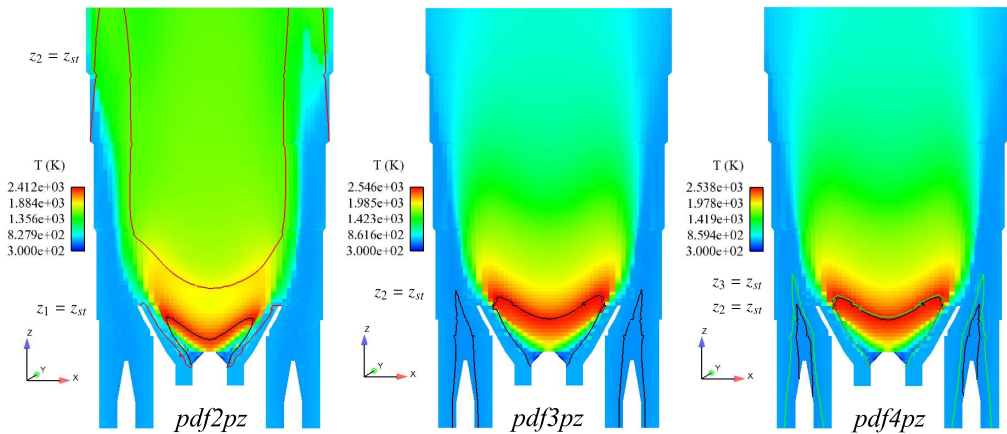 z₂ = zₛₜ
T (K)
2.412e+03
1.884e+03
1.356e+03
8.279e+02
3.000e+02
z₁ = zₛₜ
Z
Y
X
pdf2pz
T (K)
2.546e+03
1.985e+03
1.423e+03
8.616e+02
3.000e+02
z₂ = zₛₜ
Z
Y
X
pdf3pz
T (K)
2.538e+03
1.978e+03
1.419e+03
8.594e+02
3.000e+02
z₃ = zₛₜ
z₂ = zₛₜ
Z
Y
X
pdf4pz